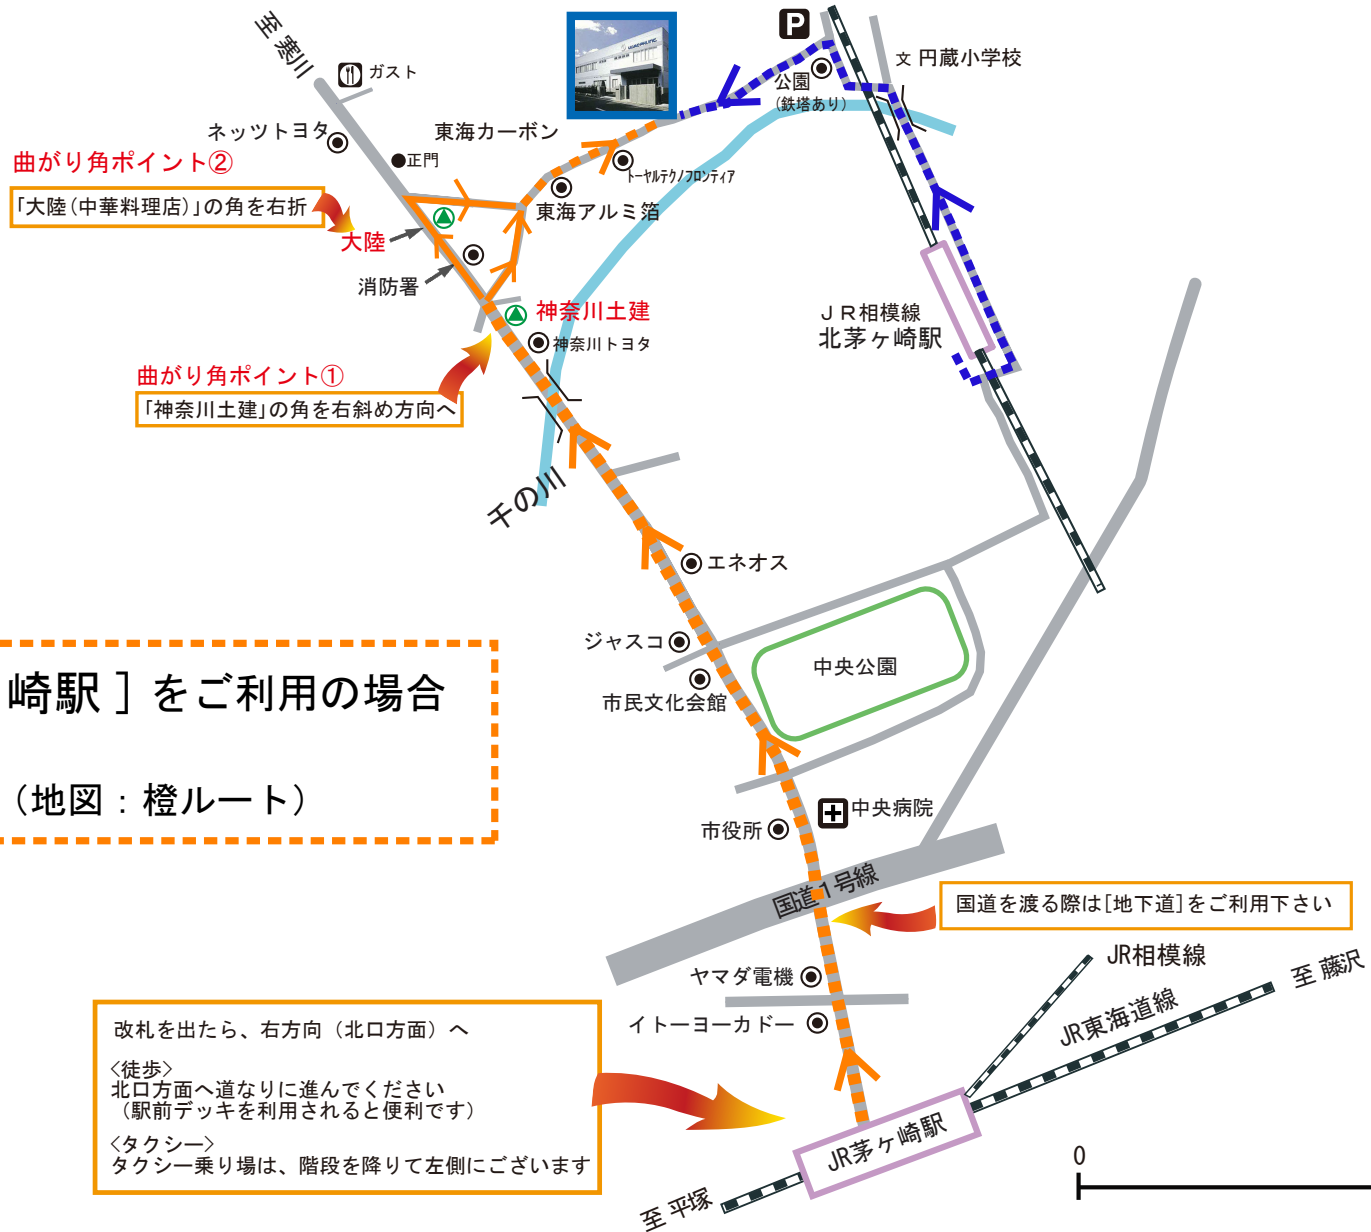 至 寒川
ガスト
ネッツトヨタ
東海カーボン
正門
P
公園
(鉄塔あり)
文 円蔵小学校
曲がり角ポイント②
「大陸(中華料理店)」の角を右折
大陸
消防署
トーヤルテクノフロンティア
東海アルミ箔
神奈川土建
神奈川トヨタ
JR相模線
北茅ヶ崎駅
曲がり角ポイント①
「神奈川土建」の角を右斜め方向へ
千の川
エネオス
ジャスコ
市民文化会館
中央公園
崎駅 ] をご利用の場合
(地図:橙ルート)
市役所
中央病院
国道1号線
国道を渡る際は[地下道]をご利用下さい
ヤマダ電機
イトーヨーカドー
JR相模線
JR東海道線
至 藤沢
改札を出たら、右方向(北口方面)へ
<徒歩>
北口方面へ道なりに進んでください
(駅前デッキを利用されると便利です)
<タクシー>
タクシー乗り場は、階段を降りて左側にございます
JR茅ヶ崎駅
至 平塚
0